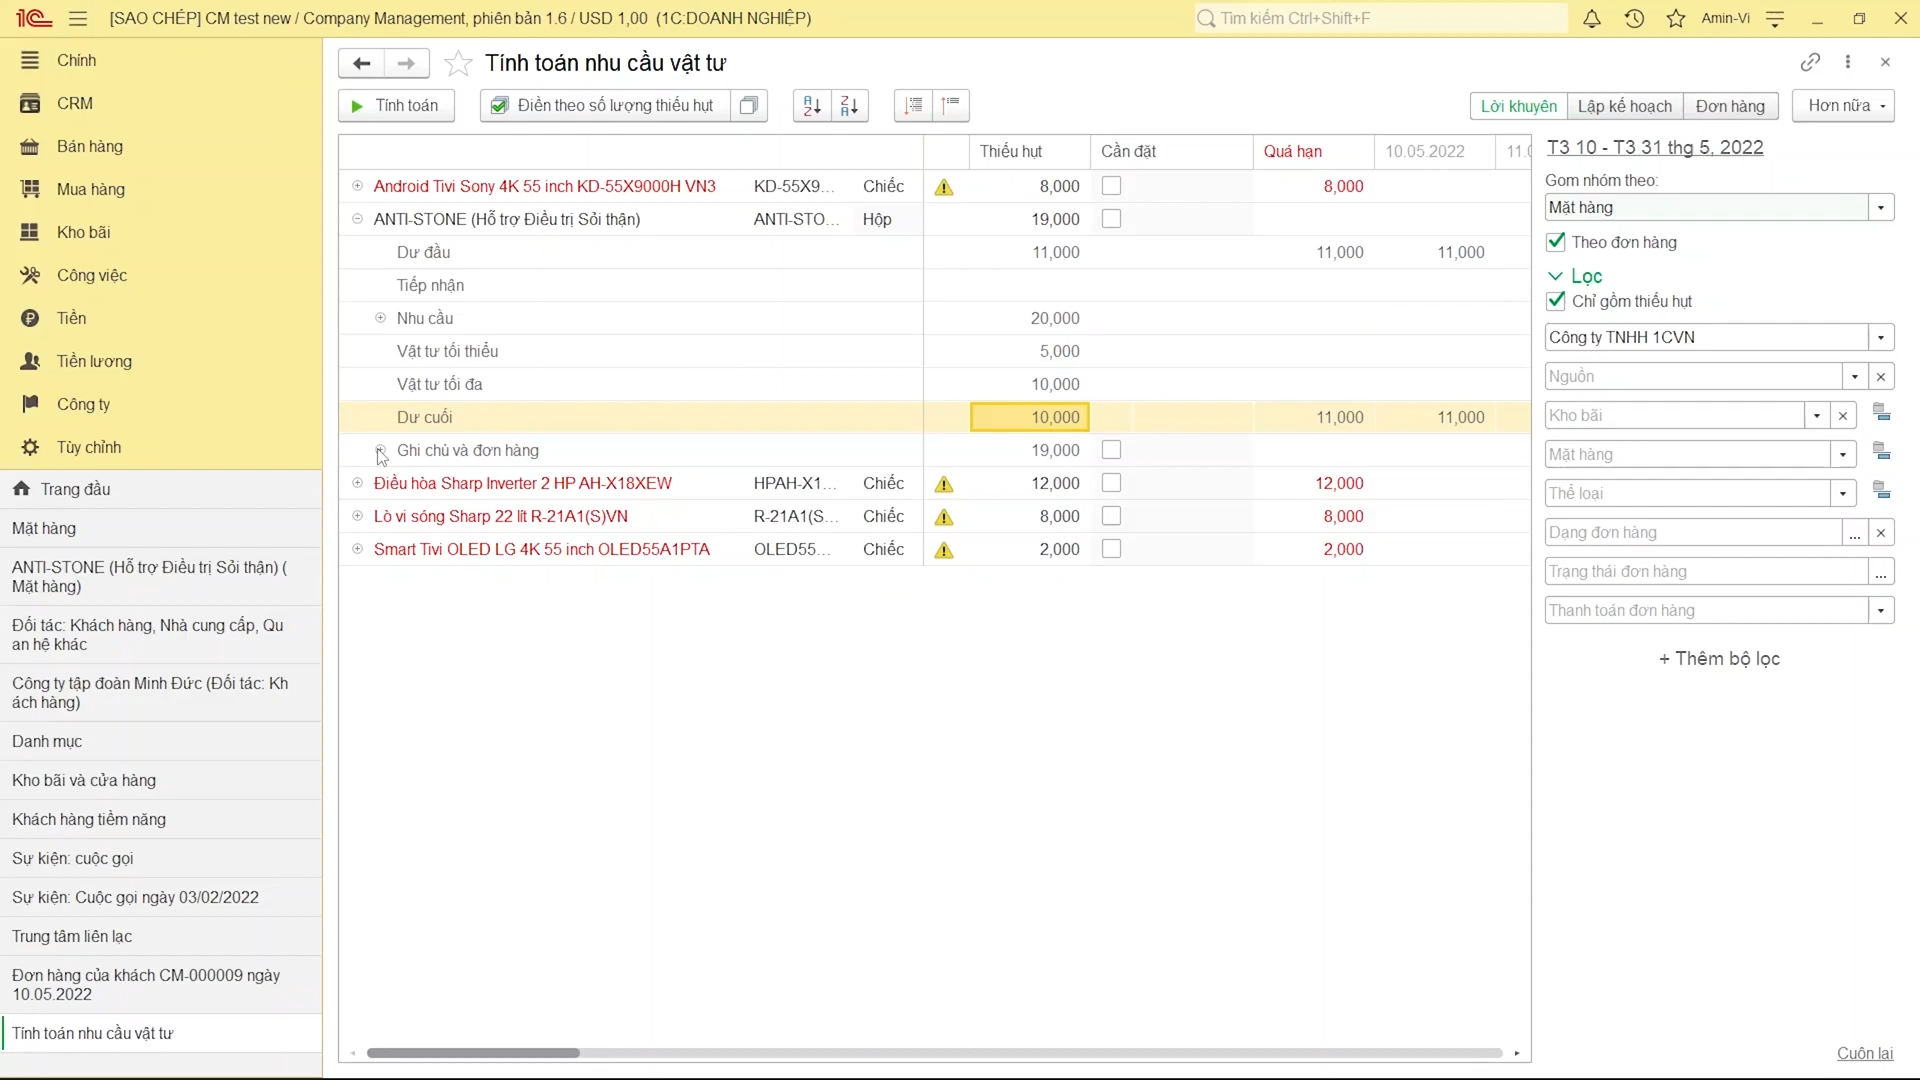 [SAO CHÉP] CM test new / Company Management, phiên bản 1.6 / USD 1,00 (1C:DOANH NGHIỆP)
Tìm kiếm Ctrl+Shift+F
Amin-Vi
Chính
CRM
Bán hàng
Mua hàng
Kho bãi
Công việc
Tiền
Tiền lương
Công ty
Tùy chỉnh
Trang đầu
Mặt hàng
ANTI-STONE (Hỗ trợ Điều trị Sỏi thận) (
Mặt hàng)
Đối tác: Khách hàng, Nhà cung cấp, Qu
an hệ khác
Công ty tập đoàn Minh Đức (Đối tác: Kh
ách hàng)
Danh mục
Kho bãi và cửa hàng
Khách hàng tiềm năng
Sự kiện: cuộc gọi
Sự kiện: Cuộc gọi ngày 03/02/2022
Trung tâm liên lạc
Đơn hàng của khách CM-000009 ngày
10.05.2022
Tính toán nhu cầu vật tư
Tính toán nhu cầu vật tư
Tính toán
Điền theo số lượng thiếu hụt
Lời khuyên
Lập kế hoạch
Đơn hàng
Hơn nữa
Thiếu hụt Cần đặt Quá hạn 10.05.2022 11.0
Android Tivi Sony 4K 55 inch KD-55X9000H VN3 KD-55X9... Chiếc 8,000 8,000
ANTI-STONE (Hỗ trợ Điều trị Sỏi thận) ANTI-STO... Hộp 19,000
Dư đầu 11,000 11,000 11,000
Tiếp nhận
Nhu cầu 20,000
Vật tư tối thiểu 5,000
Vật tư tối đa 10,000
Dư cuối 10,000 11,000 11,000
Ghi chủ và đơn hàng 19,000
Điều hòa Sharp Inverter 2 HP AH-X18XEW HPAH-X1... Chiếc 12,000 12,000
Lò vi sóng Sharp 22 lít R-21A1(S)VN R-21A1(S... Chiếc 8,000 8,000
Smart Tivi OLED LG 4K 55 inch OLED55A1PTA OLED55... Chiếc 2,000 2,000
T3 10 - T3 31 thg 5, 2022
Gom nhóm theo:
Mặt hàng
Theo đơn hàng
Lọc
Chỉ gồm thiếu hụt
Công ty TNHH 1CVN
Nguồn
Kho bãi
Mặt hàng
Thể loại
Dạng đơn hàng
Trạng thái đơn hàng
Thanh toán đơn hàng
+ Thêm bộ lọc
Cuôn lai